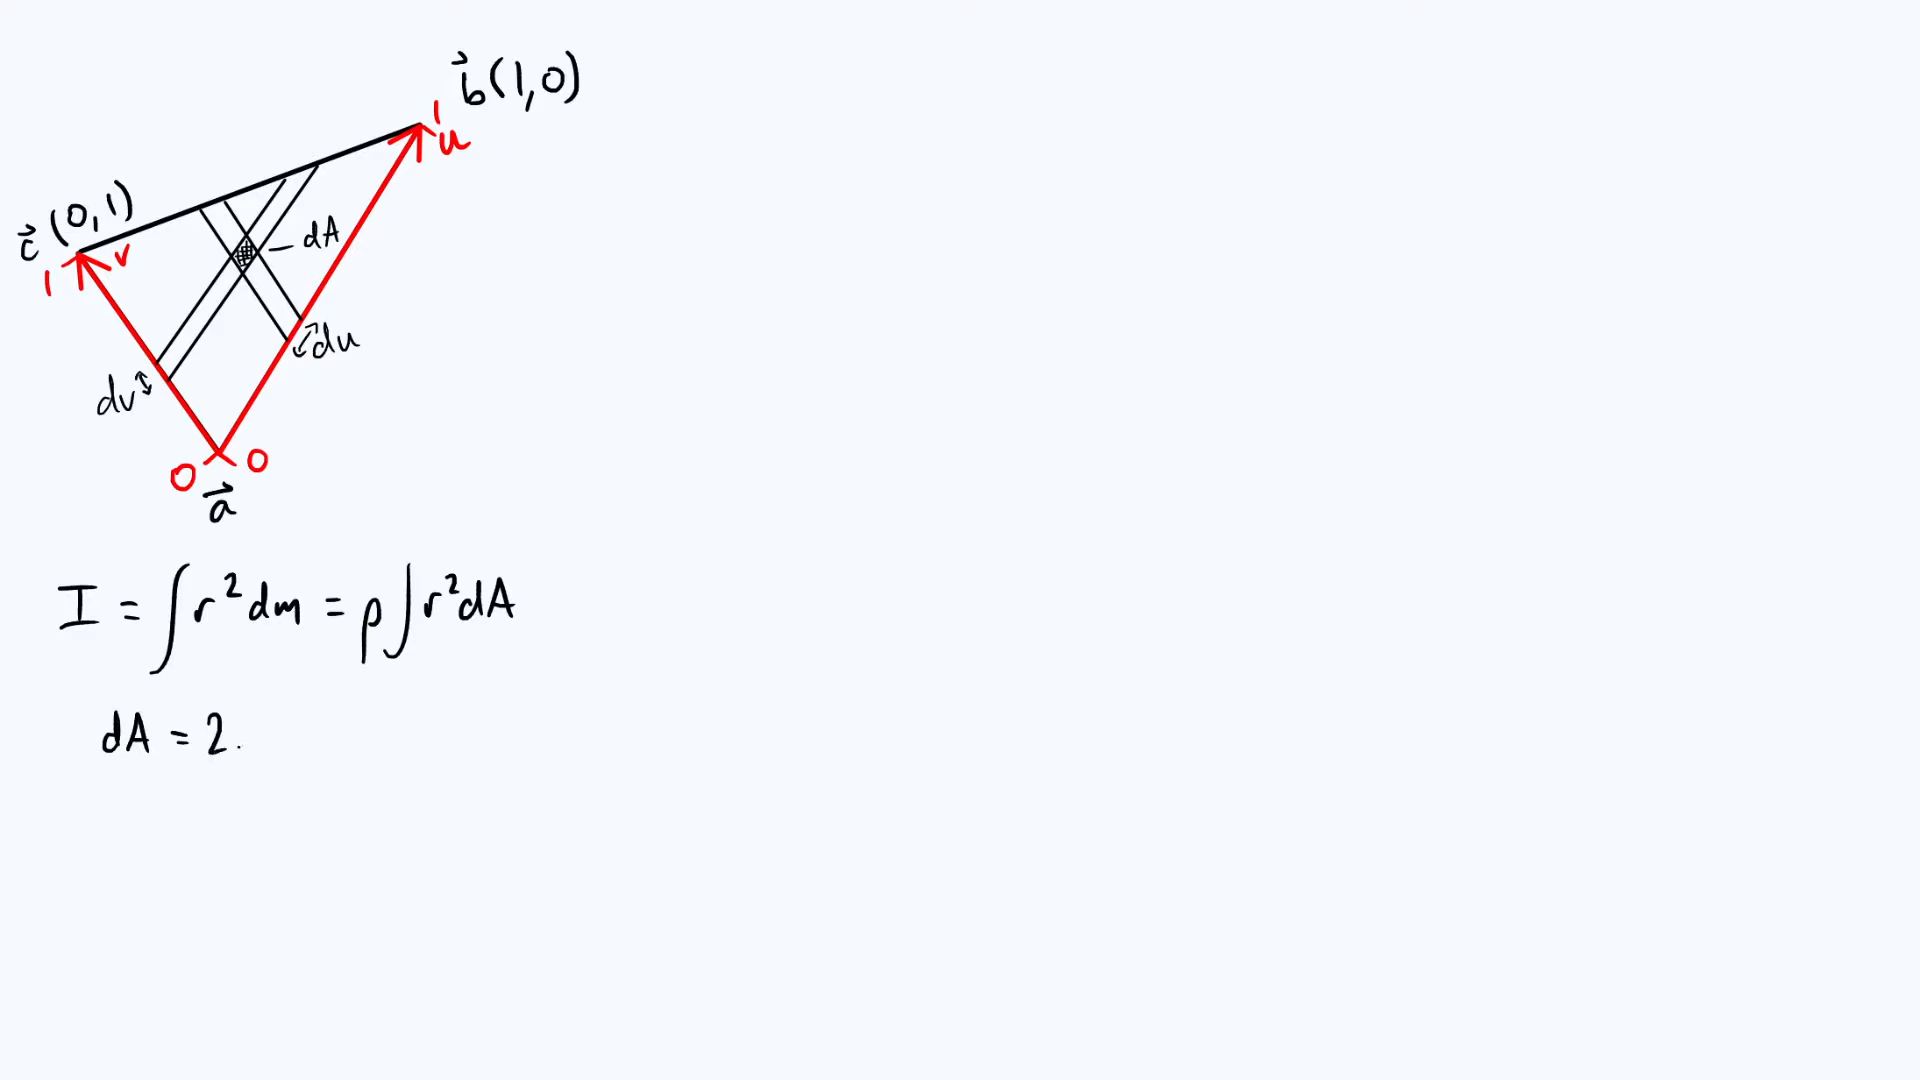 b⃗(1,0)
1
u
c⃗ (0,1)
v
1
dA
du
dv
0
0
a⃗
I = ∫r²dm = ρ∫r²dA
dA = 2.